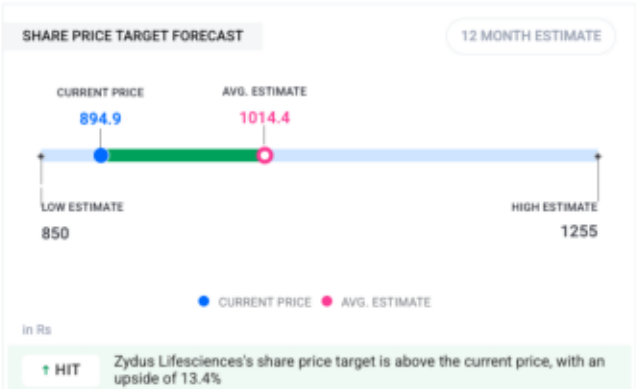 SHARE PRICE TARGET FORECAST
12 MONTH ESTIMATE
CURRENT PRICE
894.9
AVG. ESTIMATE
1014.4
LOW ESTIMATE
850
HIGH ESTIMATE
1255
CURRENT PRICE
AVG. ESTIMATE
in Rs
↑ HIT
Zydus Lifesciences's share price target is above the current price, with an
upside of 13.4%